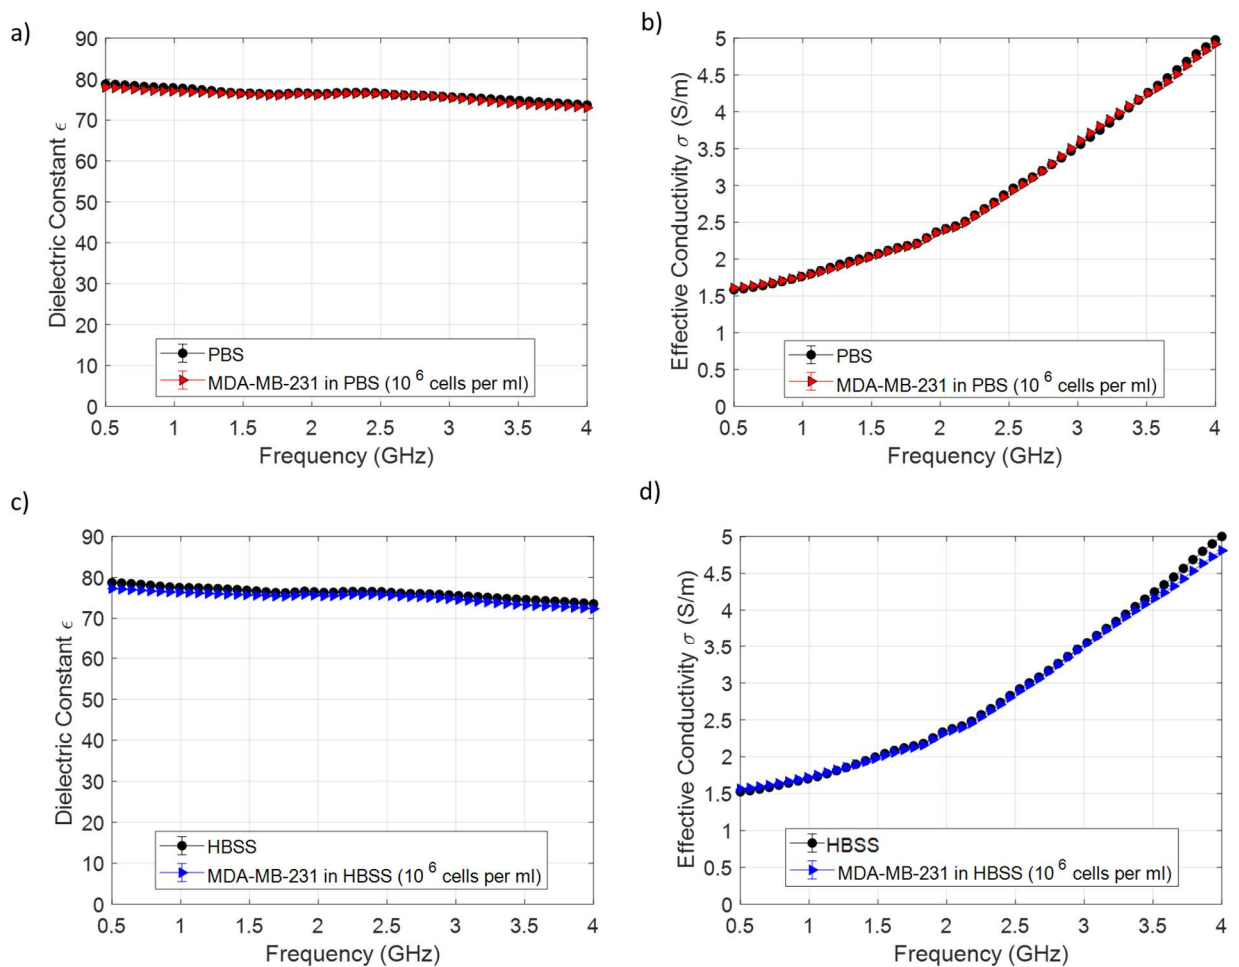 a)
90
80
70
60
50
40
30
20
10
0
Dielectric Constant ϵ
PBS
MDA-MB-231 in PBS (10 6 cells per ml)
0.5 1 1.5 2 2.5 3 3.5 4
Frequency (GHz)
b)
5
4.5
4
3.5
3
2.5
2
1.5
1
0.5
0
Effective Conductivity σ (S/m)
PBS
MDA-MB-231 in PBS (10 6 cells per ml)
0.5 1 1.5 2 2.5 3 3.5 4
Frequency (GHz)
c)
90
80
70
60
50
40
30
20
10
0
Dielectric Constant ϵ
HBSS
MDA-MB-231 in HBSS (10 6 cells per ml)
0.5 1 1.5 2 2.5 3 3.5 4
Frequency (GHz)
d)
5
4.5
4
3.5
3
2.5
2
1.5
1
0.5
0
Effective Conductivity σ (S/m)
HBSS
MDA-MB-231 in HBSS (10 6 cells per ml)
0.5 1 1.5 2 2.5 3 3.5 4
Frequency (GHz)